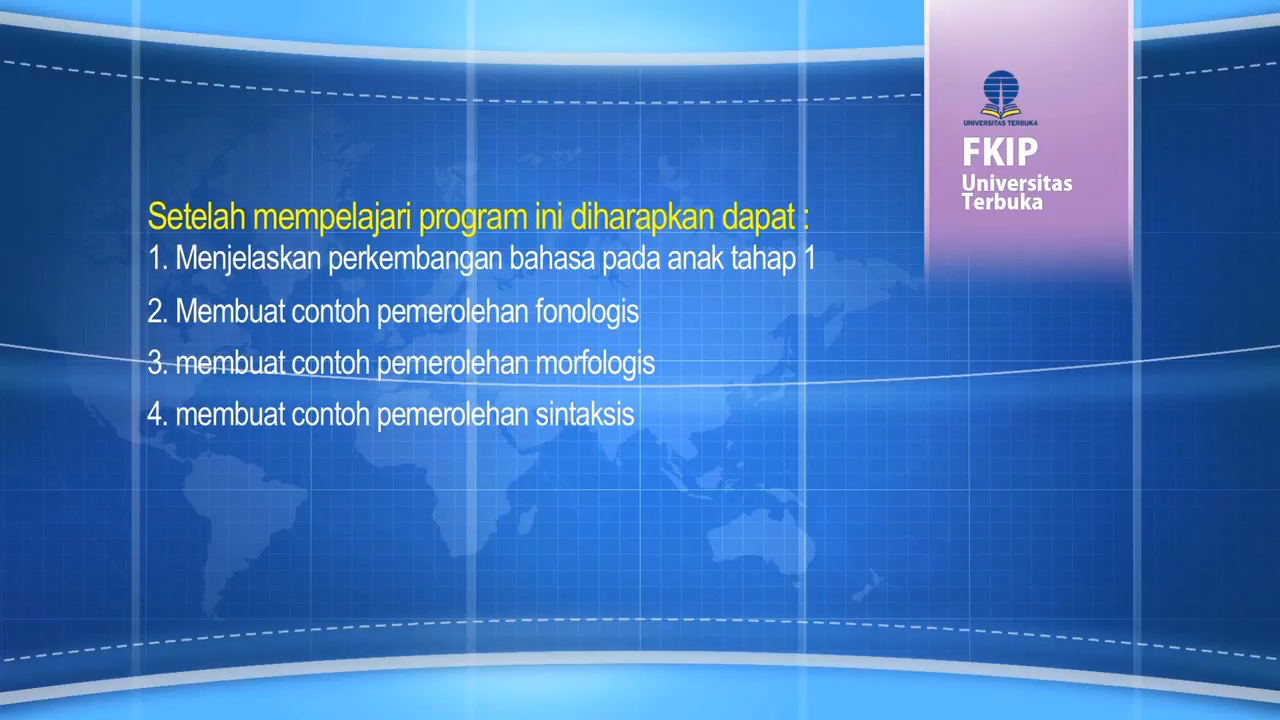 UNIVERSITAS TERBUKA
FKIP
Universitas
Terbuka
Setelah mempelajari program ini diharapkan dapat :
1. Menjelaskan perkembangan bahasa pada anak tahap 1
2. Membuat contoh pemerolehan fonologis
3. membuat contoh pemerolehan morfologis
4. membuat contoh pemerolehan sintaksis